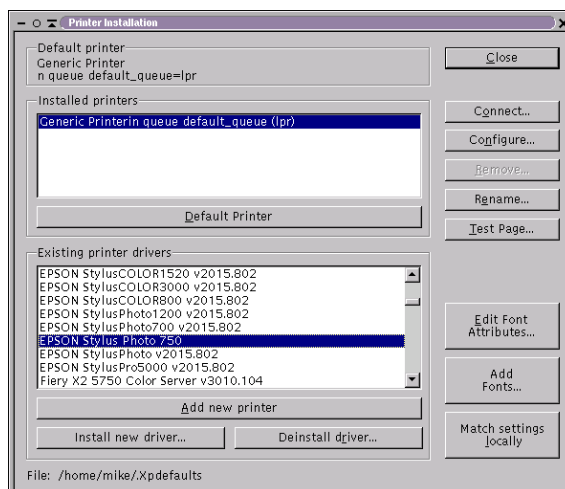 Printer Installation
Default printer
Generic Printer
n queue default_queue=lpr
Close
Installed printers
Generic Printerin queue default_queue (lpr)
Connect...
Configure...
Remove...
Rename...
Default Printer
Test Page...
Existing printer drivers
EPSON StylusCOLOR1520 v2015.802
EPSON StylusCOLOR3000 v2015.802
EPSON StylusCOLOR800 v2015.802
EPSON StylusPhoto1200 v2015.802
EPSON StylusPhoto700 v2015.802
EPSON Stylus Photo 750
EPSON StylusPhoto v2015.802
EPSON StylusPro5000 v2015.802
Fiery X2 5750 Color Server v3010.104
Edit Font
Attributes...
Add
Fonts...
Add new printer
Install new driver...
Deinstall driver...
Match settings
locally
File: /home/mike/.Xpdefaults